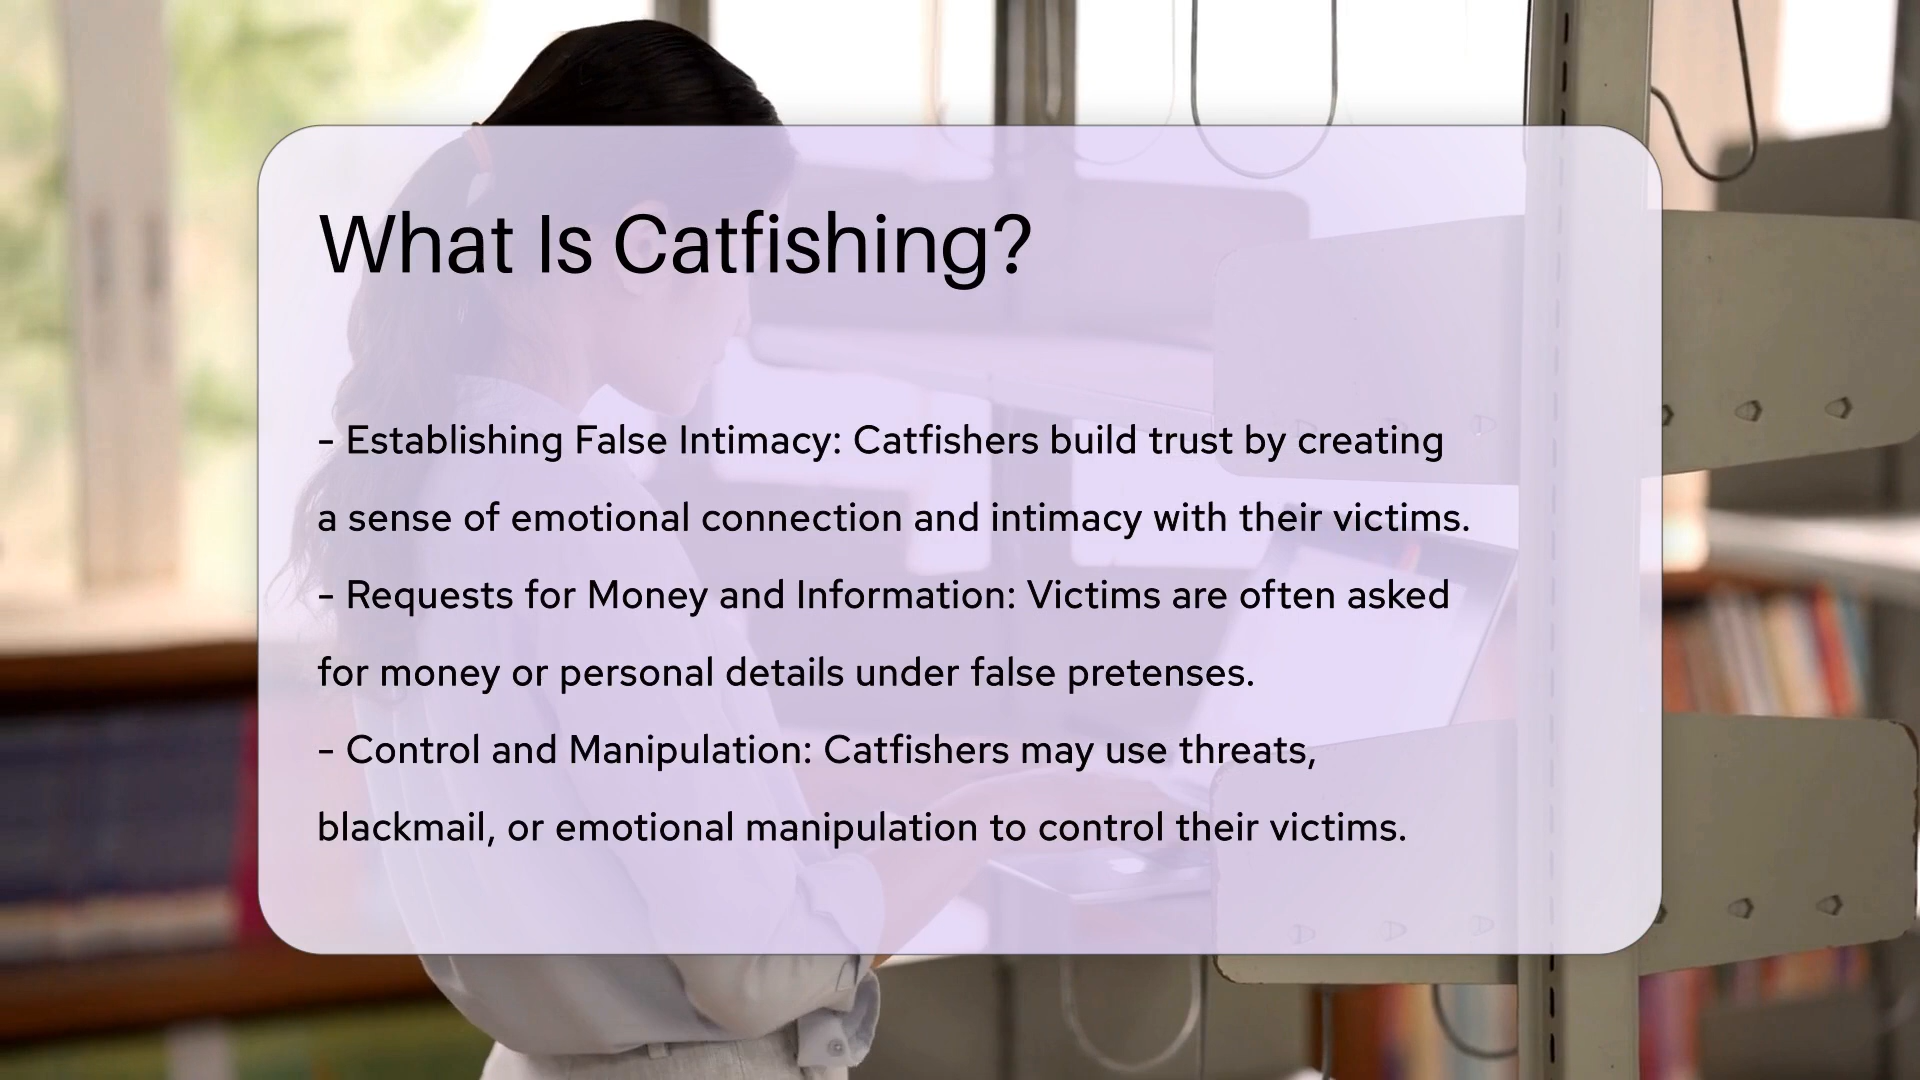 What Is Catfishing?
- Establishing False Intimacy: Catfishers build trust by creating
a sense of emotional connection and intimacy with their victims.
- Requests for Money and Information: Victims are often asked
for money or personal details under false pretenses.
- Control and Manipulation: Catfishers may use threats,
blackmail, or emotional manipulation to control their victims.